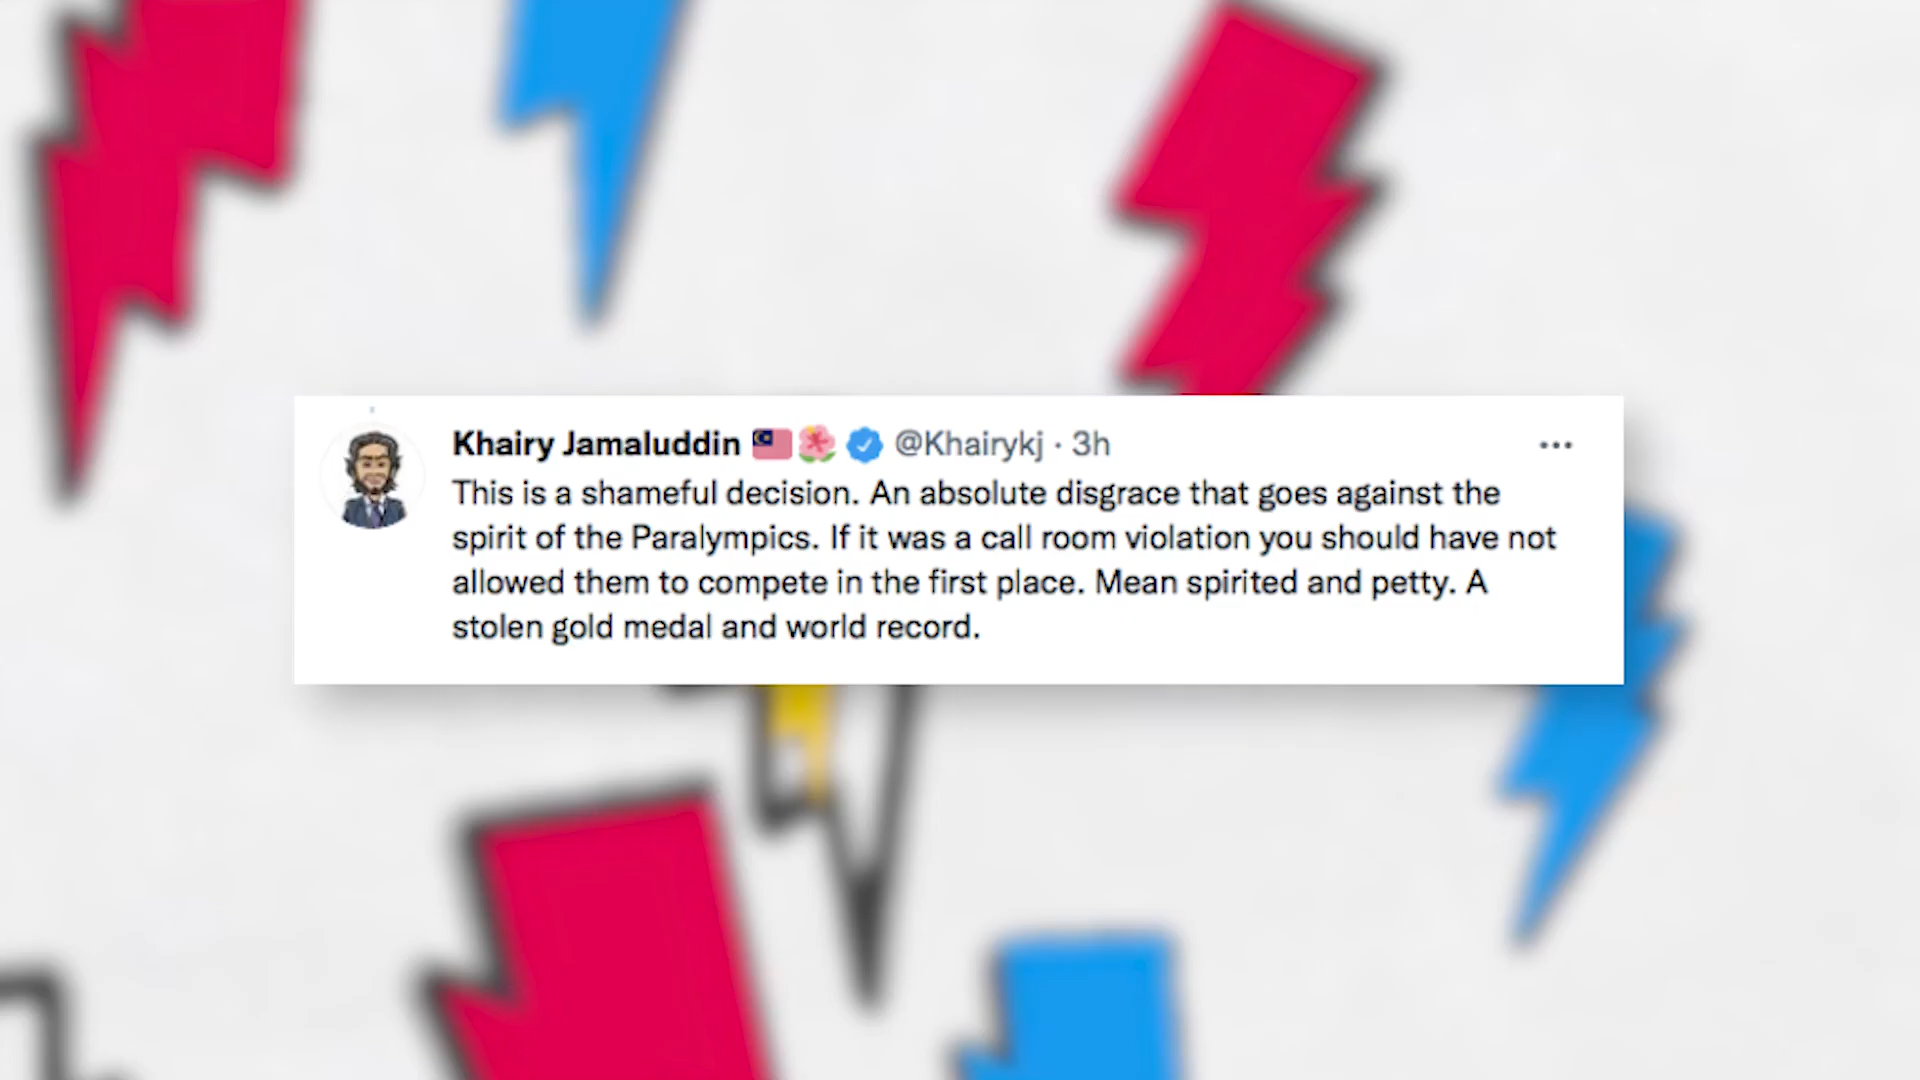 Khairy Jamaluddin 🇲🇾🌺 @Khairykj · 3h
This is a shameful decision. An absolute disgrace that goes against the
spirit of the Paralympics. If it was a call room violation you should have not
allowed them to compete in the first place. Mean spirited and petty. A
stolen gold medal and world record.